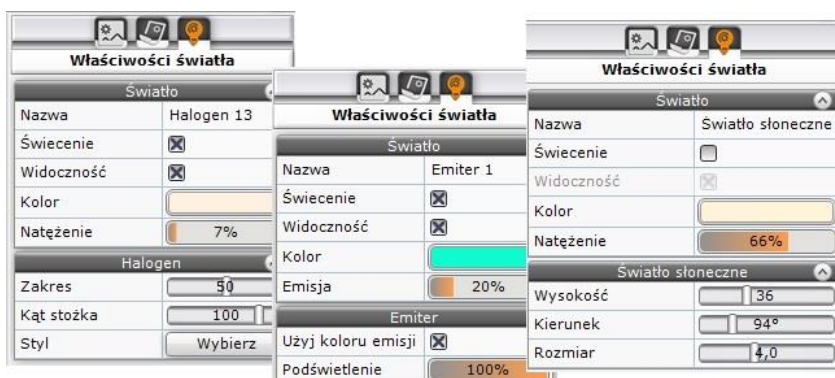 Właściwości światła
Światło
Nazwa Halogen 13
Świecenie
Widoczność
Kolor
Natężenie 7%
Halogen
Zakres 50
Kąt stożka 100
Styl Wybierz
Właściwości światła
Światło
Nazwa Emiter 1
Świecenie
Widoczność
Kolor
Emisja 20%
Emiter
Użyj koloru emisji
Podświetlenie 100%
Właściwości światła
Światło
Nazwa Światło słoneczne
Świecenie
Widoczność
Kolor
Natężenie 66%
Światło słoneczne
Wysokość 36
Kierunek 94°
Rozmiar 4,0